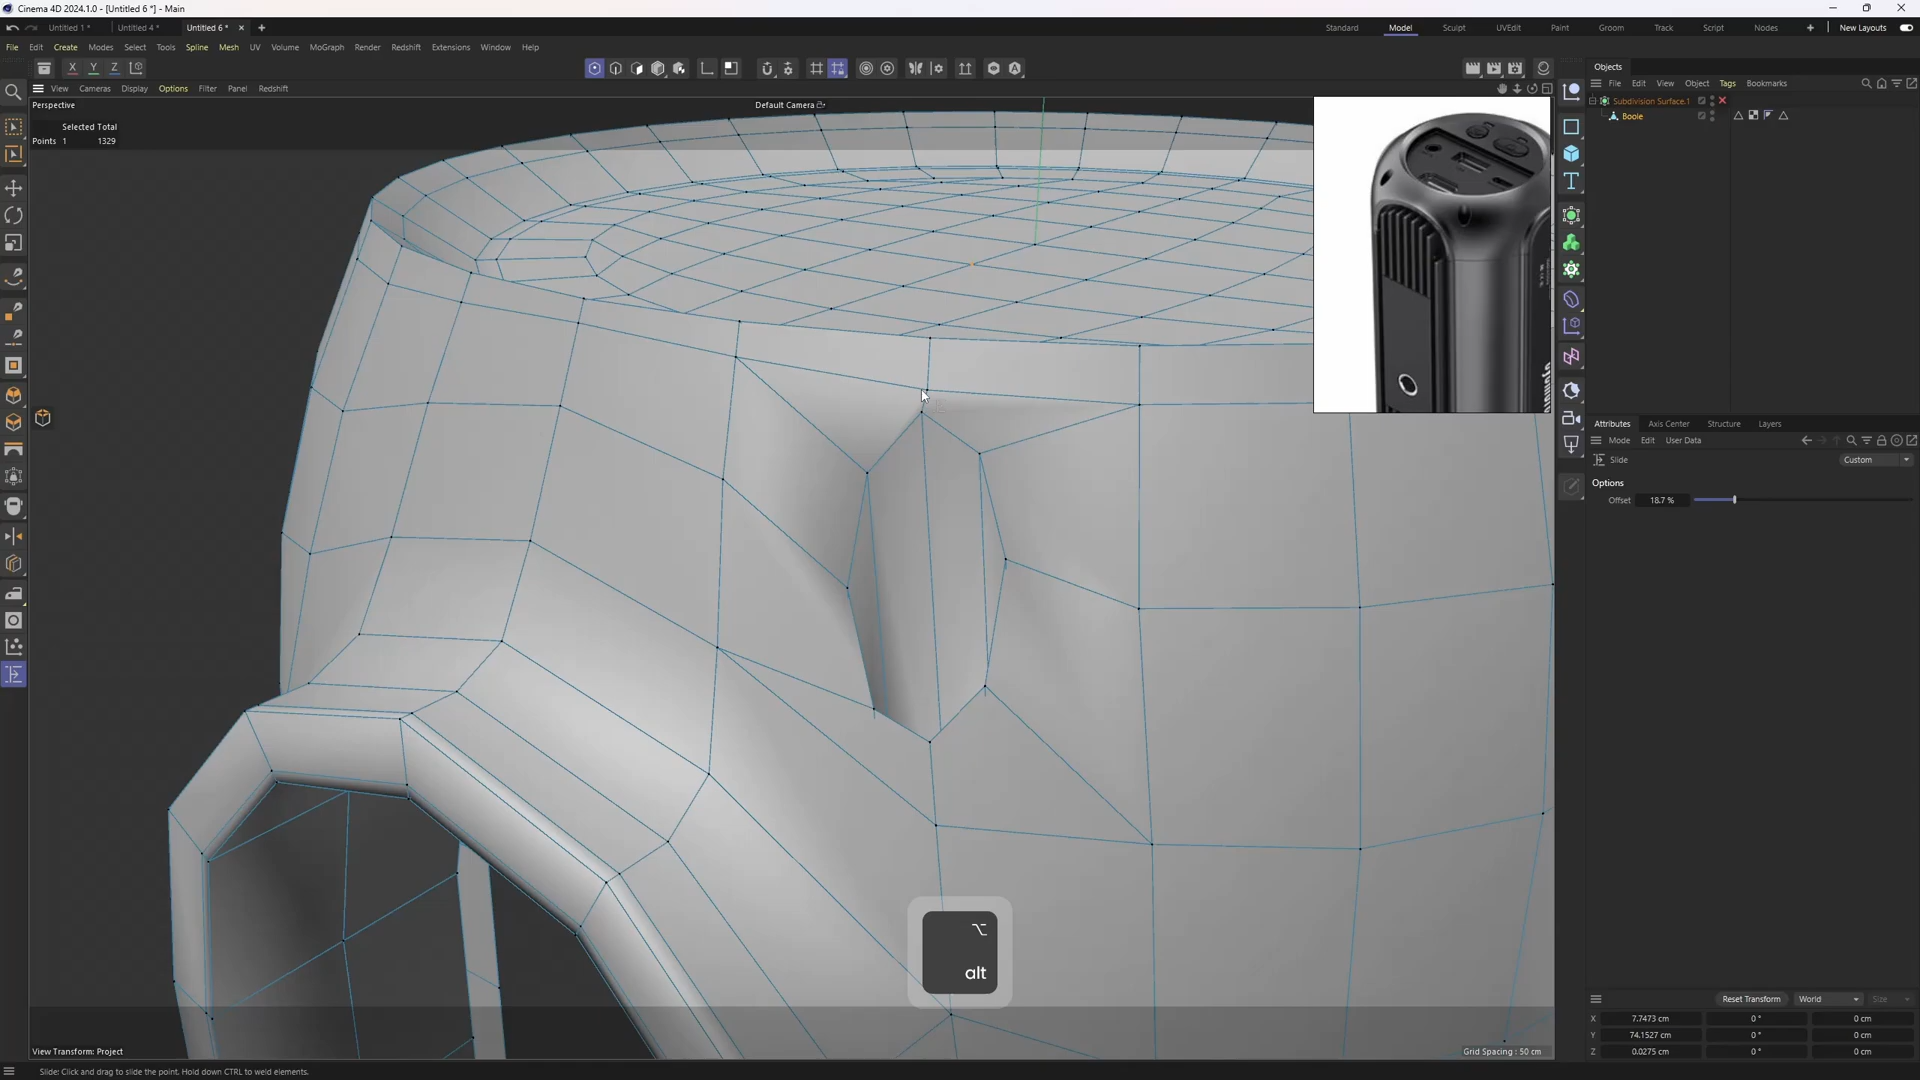 Cinema 4D 2024.1.0 - [Untitled 6 *] - Main
Untitled 1 *
Untitled 4 *
Untitled 6 *
Standard
Model
Sculpt
UVEdit
Paint
Groom
Track
Script
Nodes
New Layouts
File Edit Create Modes Select Tools Spline Mesh UV Volume MoGraph Render Redshift Extensions Window Help
View Cameras Display Options Filter Panel Redshift
Perspective
Default Camera
Selected Total
Points 1 1329
Objects
File Edit View Object Tags Bookmarks
Subdivision Surface.1
Boole
Attributes Axis Center Structure Layers
Mode Edit User Data
Slide
Custom
Options
Offset 18.7 %
alt
Reset Transform World Size
X 7.7473 cm 0 ° 0 cm
Y 74.1527 cm 0 ° 0 cm
Z 0.0275 cm 0 ° 0 cm
View Transform: Project
Grid Spacing : 50 cm
Slide: Click and drag to slide the point. Hold down CTRL to weld elements.